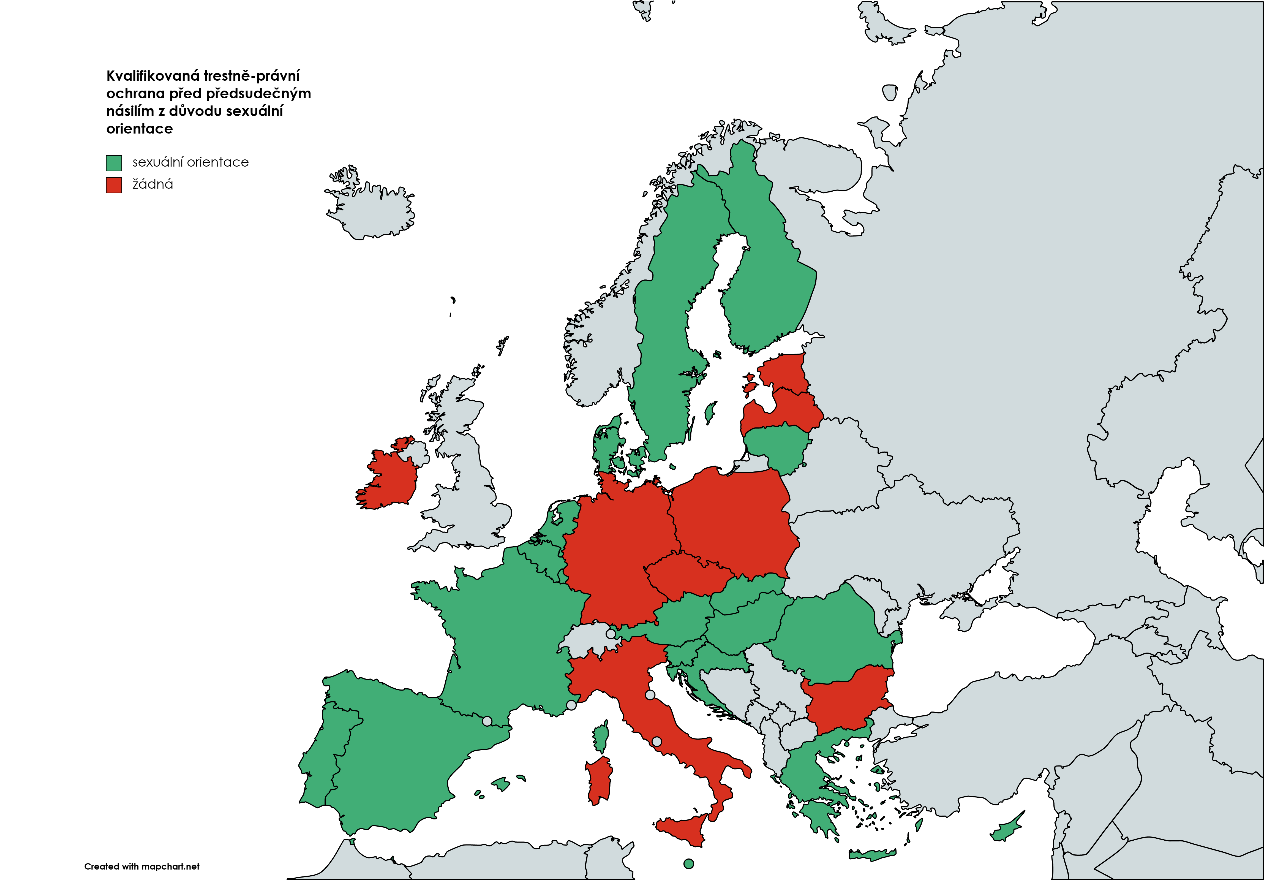 Kvalifikovaná trestně-právní
ochrana před předsudečným
násilím z důvodu sexuální
orientace
sexuální orientace
žádná
Created with mapchart.net